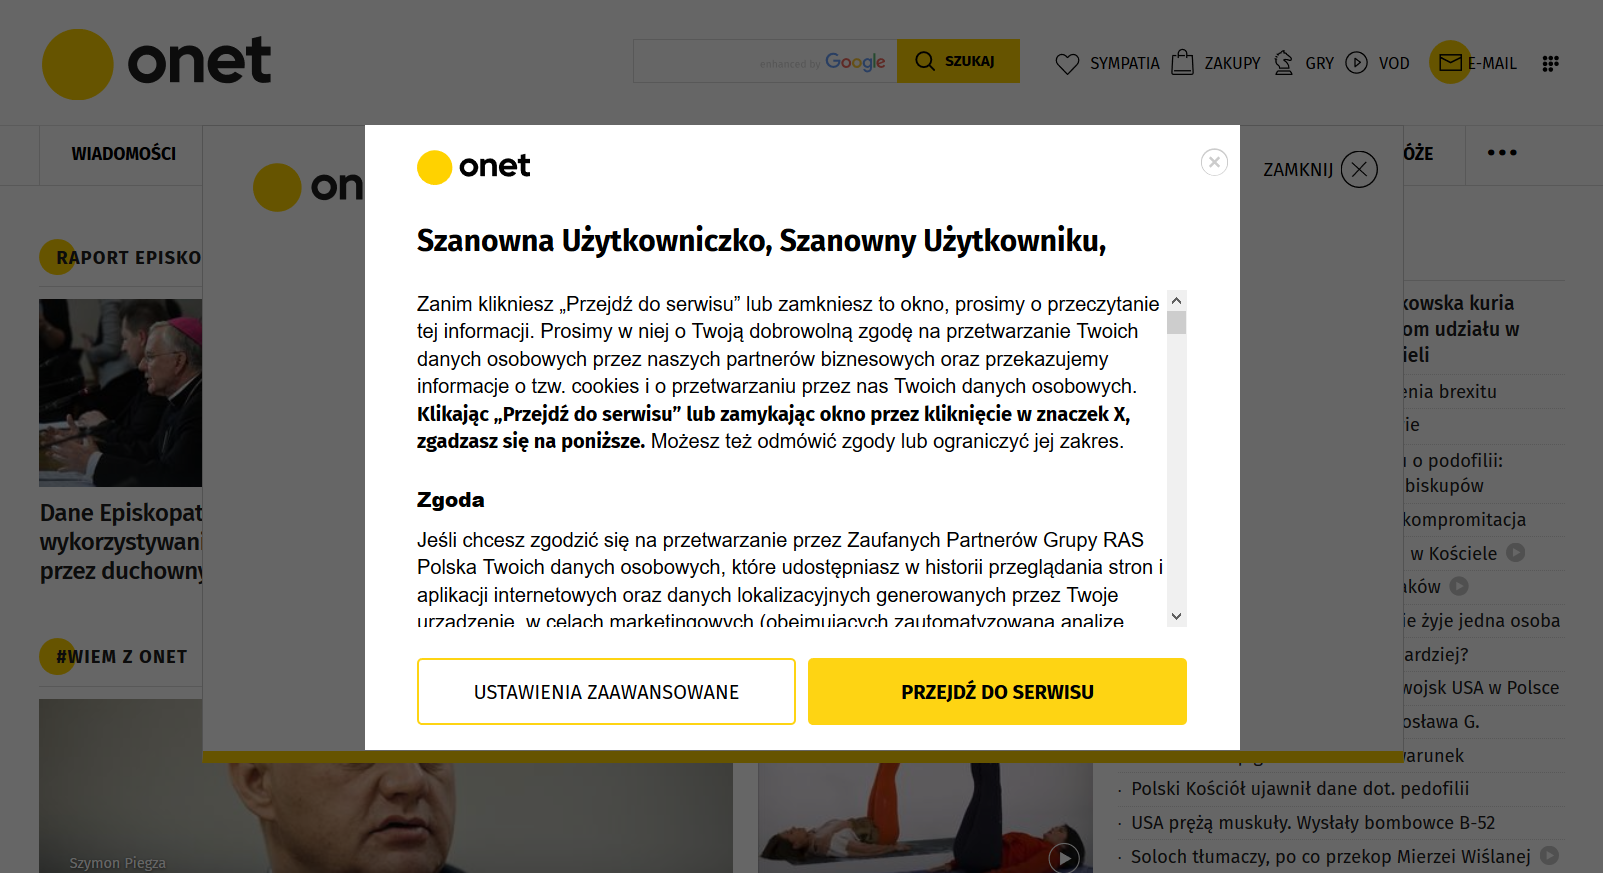 onet
enhanced by Google
SZUKAJ
SYMPATIA
ZAKUPY
GRY
VOD
E-MAIL
WIADOMOŚCI
ÓŻE
on
ZAMKNIJ
onet
Szanowna Użytkowniczko, Szanowny Użytkowniku,
Zanim klikniesz „Przejdź do serwisu” lub zamkniesz to okno, prosimy o przeczytanie
tej informacji. Prosimy w niej o Twoją dobrowolną zgodę na przetwarzanie Twoich
danych osobowych przez naszych partnerów biznesowych oraz przekazujemy
informacje o tzw. cookies i o przetwarzaniu przez nas Twoich danych osobowych.
Klikając „Przejdź do serwisu” lub zamykając okno przez kliknięcie w znaczek X,
zgadzasz się na poniższe. Możesz też odmówić zgody lub ograniczyć jej zakres.
Zgoda
Jeśli chcesz zgodzić się na przetwarzanie przez Zaufanych Partnerów Grupy RAS
Polska Twoich danych osobowych, które udostępniasz w historii przeglądania stron i
aplikacji internetowych oraz danych lokalizacyjnych generowanych przez Twoje
urządzenie, w celach marketingowych (obejmujących zautomatyzowaną analizę
USTAWIENIA ZAAWANSOWANE
PRZEJDŹ DO SERWISU
RAPORT EPISKO
Dane Episkopat
wykorzystywani
przez duchowny
#WIEM Z ONET
Szymon Piegza
kowska kuria
om udziału w
ieli
enia brexitu
ie
u o podofilii:
biskupów
kompromitacja
w Kościele
aków
ie żyje jedna osoba
ardziej?
wojsk USA w Polsce
osława G.
warunek
· Polski Kościół ujawnił dane dot. pedofilii
· USA prężą muskuły. Wysłały bombowce B-52
· Soloch tłumaczy, po co przekop Mierzei Wiślanej